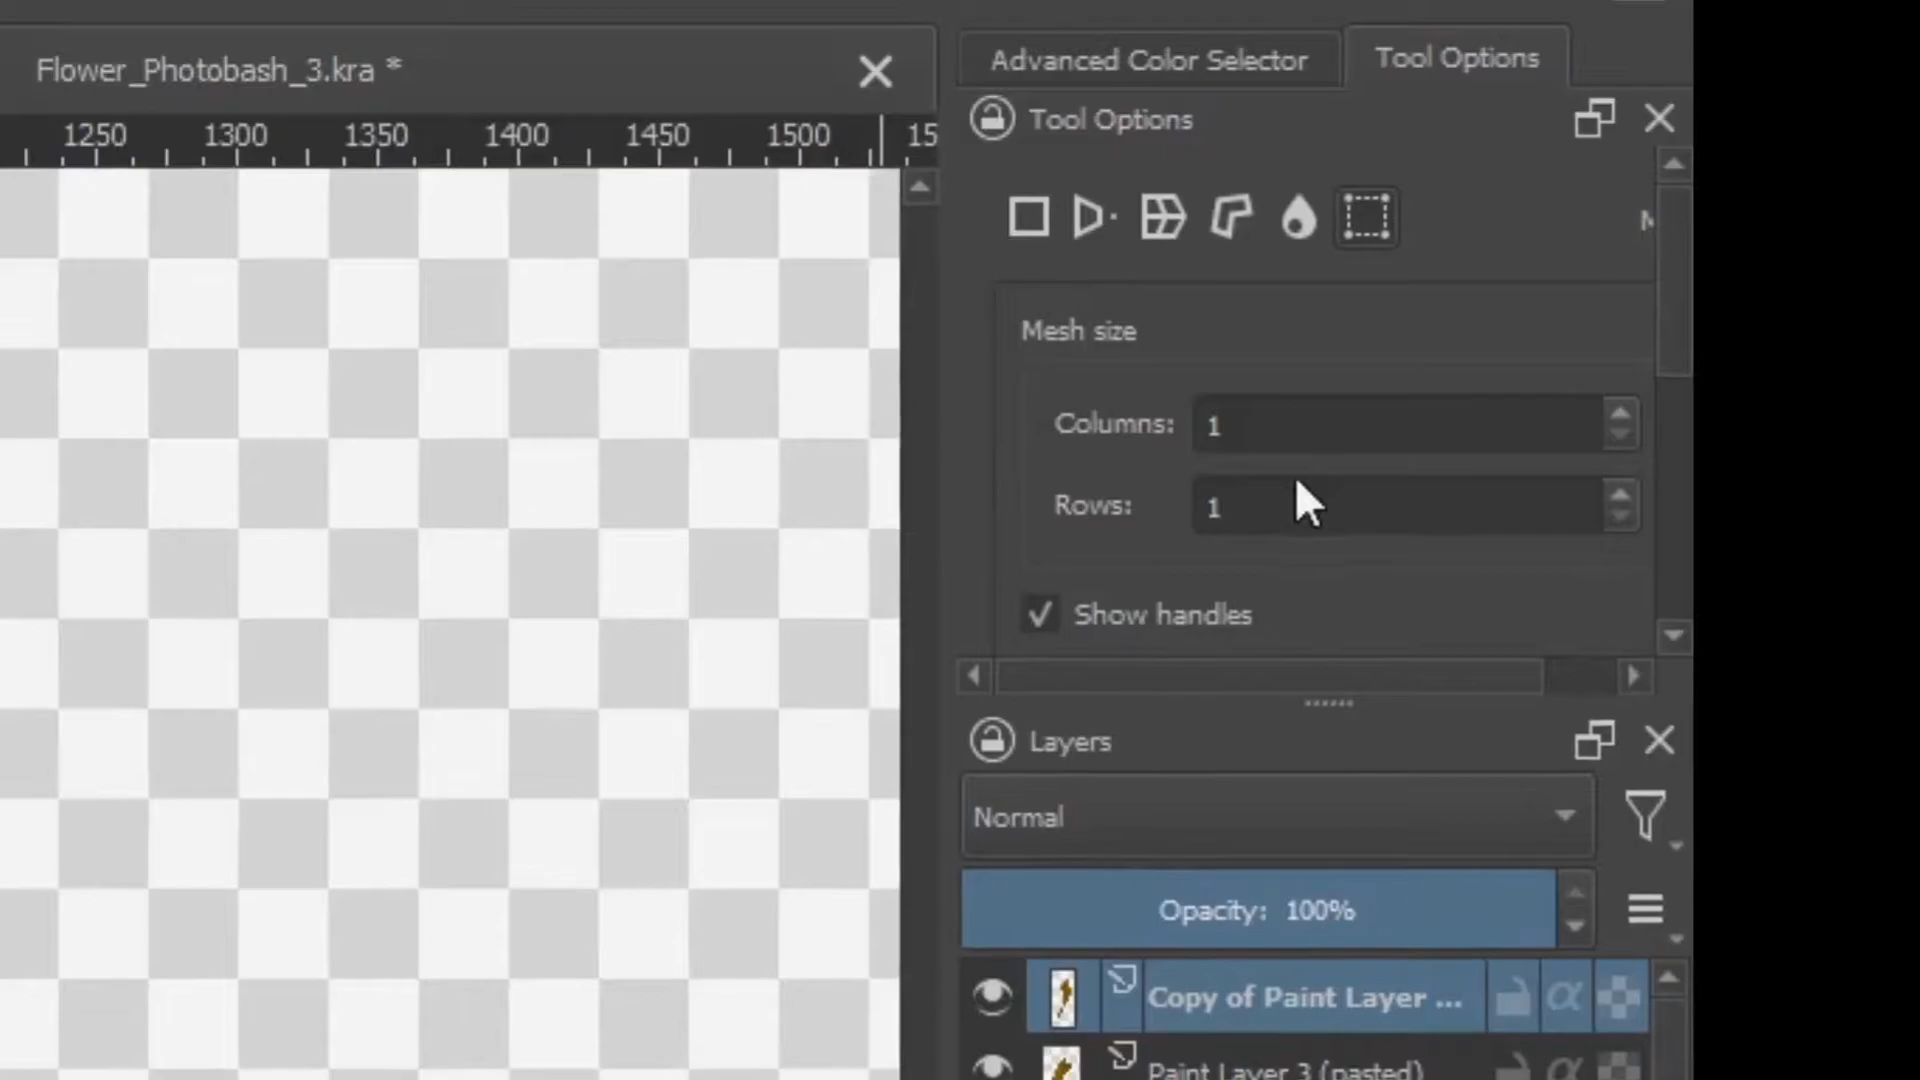 Flower_Photobash_3.kra *
Advanced Color Selector
Tool Options
1250 1300 1350 1400 1450 1500
Tool Options
Mesh size
Columns: 1
Rows: 1
Show handles
Layers
Normal
Opacity: 100%
Copy of Paint Layer ...
Paint Layer 3 (pasted)